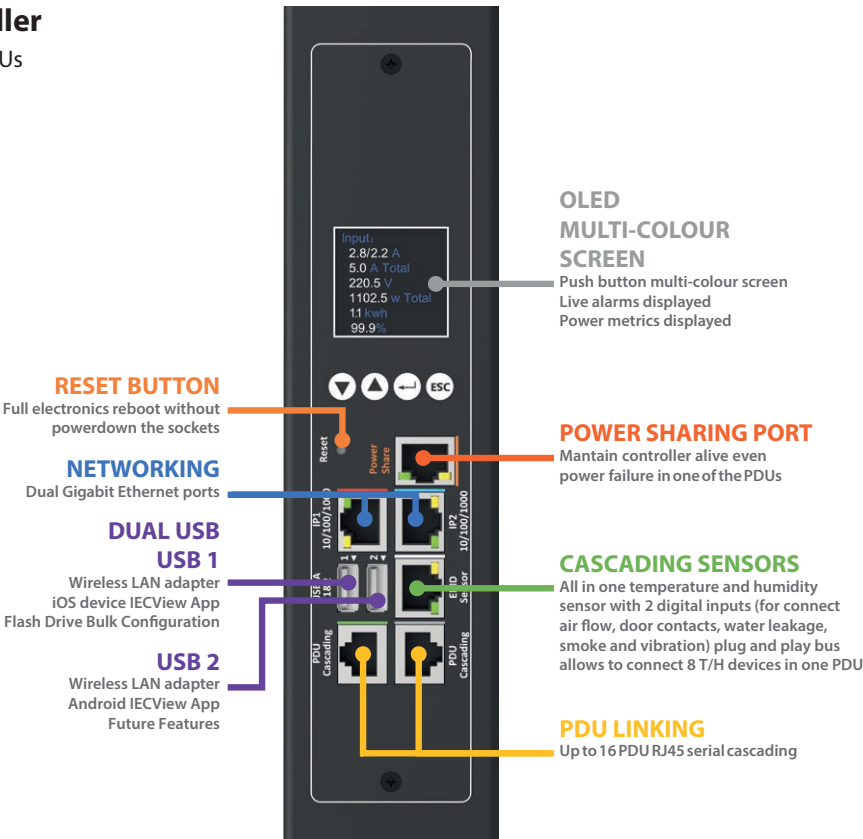 ller
Us
Input:
2.8/2.2 A
5.0 A Total
220.5 V
1102.5 w Total
1.1 kwh
99.9%
ESC
OLED
MULTI-COLOUR
SCREEN
Push button multi-colour screen
Live alarms displayed
Power metrics displayed
RESET BUTTON
Full electronics reboot without
powerdown the sockets
Reset
Power
Share
POWER SHARING PORT
Mantain controller alive even
power failure in one of the PDUs
NETWORKING
Dual Gigabit Ethernet ports
IP1
10/100/1000
IP2
10/100/1000
DUAL USB
USB 1
Wireless LAN adapter
iOS device IECView App
Flash Drive Bulk Configuration
1
2
Sensor
CASCADING SENSORS
All in one temperature and humidity
sensor with 2 digital inputs (for connect
air flow, door contacts, water leakage,
smoke and vibration) plug and play bus
allows to connect 8 T/H devices in one PDU
USB 2
Wireless LAN adapter
Android IECView App
Future Features
PDU
Cascading
PDU
Cascading
PDU LINKING
Up to 16 PDU RJ45 serial cascading